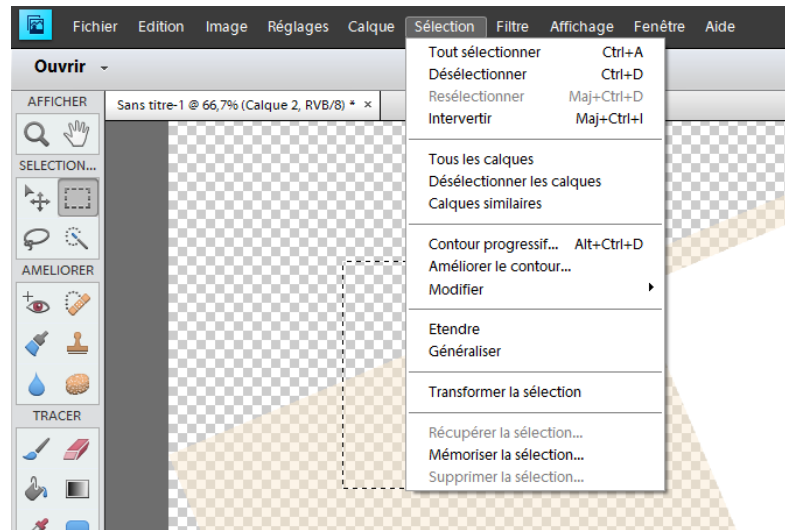 Fichier Edition Image Réglages Calque Sélection Filtre Affichage Fenêtre Aide
Ouvrir
AFFICHER
Sans titre-1 @ 66,7% (Calque 2, RVB/8) * ×
SELECTION...
AMELIORER
TRACER
Tout sélectionner Ctrl+A
Désélectionner Ctrl+D
Resélectionner Maj+Ctrl+D
Intervertir Maj+Ctrl+I
Tous les calques
Désélectionner les calques
Calques similaires
Contour progressif... Alt+Ctrl+D
Améliorer le contour...
Modifier
Etendre
Généraliser
Transformer la sélection
Récupérer la sélection...
Mémoriser la sélection...
Supprimer la sélection...